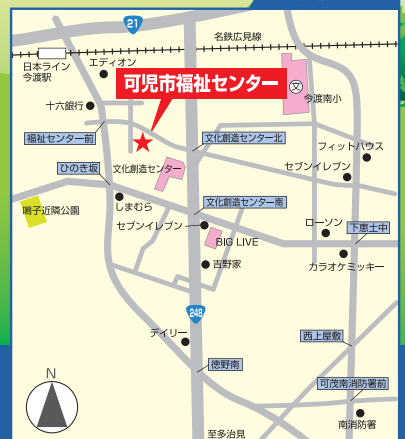 21
名鉄広見線
日本ライン
今渡駅
エディオン
可児市福祉センター
文
今渡南小
十六銀行
福祉センター前
文化創造センター北
フィットハウス
ひのき坂
文化創造センター
セブンイレブン
しまむら
文化創造センター南
鳴子近隣公園
セブンイレブン
ローソン
下恵土中
BIG LIVE
吉野家
カラオケミッキー
248
デイリー
西上屋敷
徳野南
N
可茂南消防署前
南消防署
至多治見